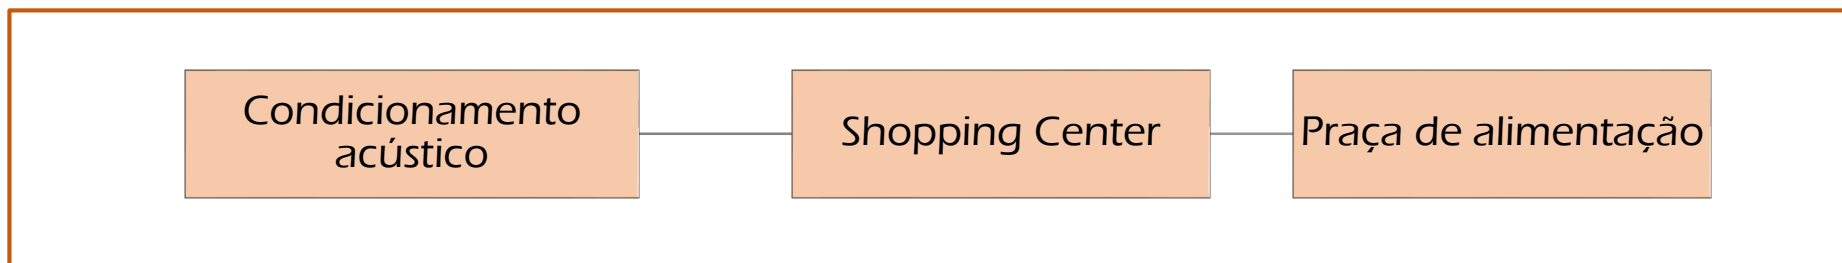 Condicionamento
acústico
Shopping Center
Praça de alimentação